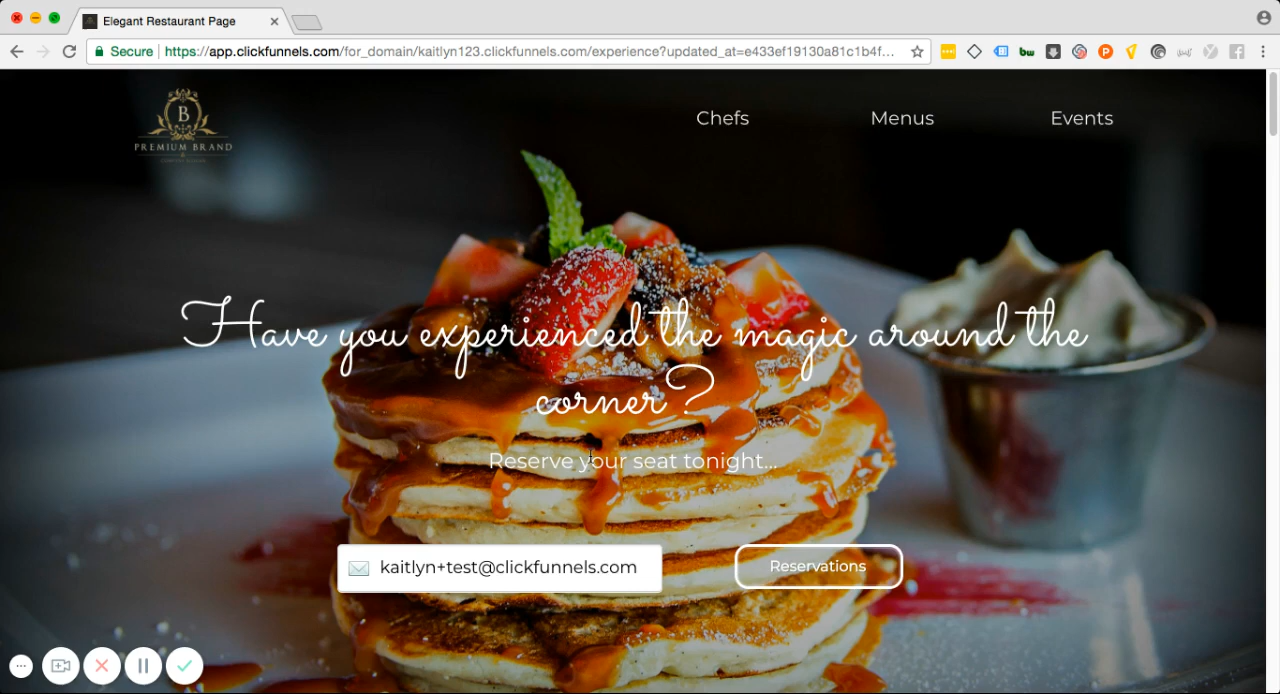 Elegant Restaurant Page
Secure https://app.clickfunnels.com/for_domain/kaitlyn123.clickfunnels.com/experience?updated_at=e433ef19130a81c1b4f...
bw
P
B
PREMIUM BRAND
Chefs Menus Events
Have you experienced the magic around the
corner?
Reserve your seat tonight...
kaitlyn+test@clickfunnels.com Reservations